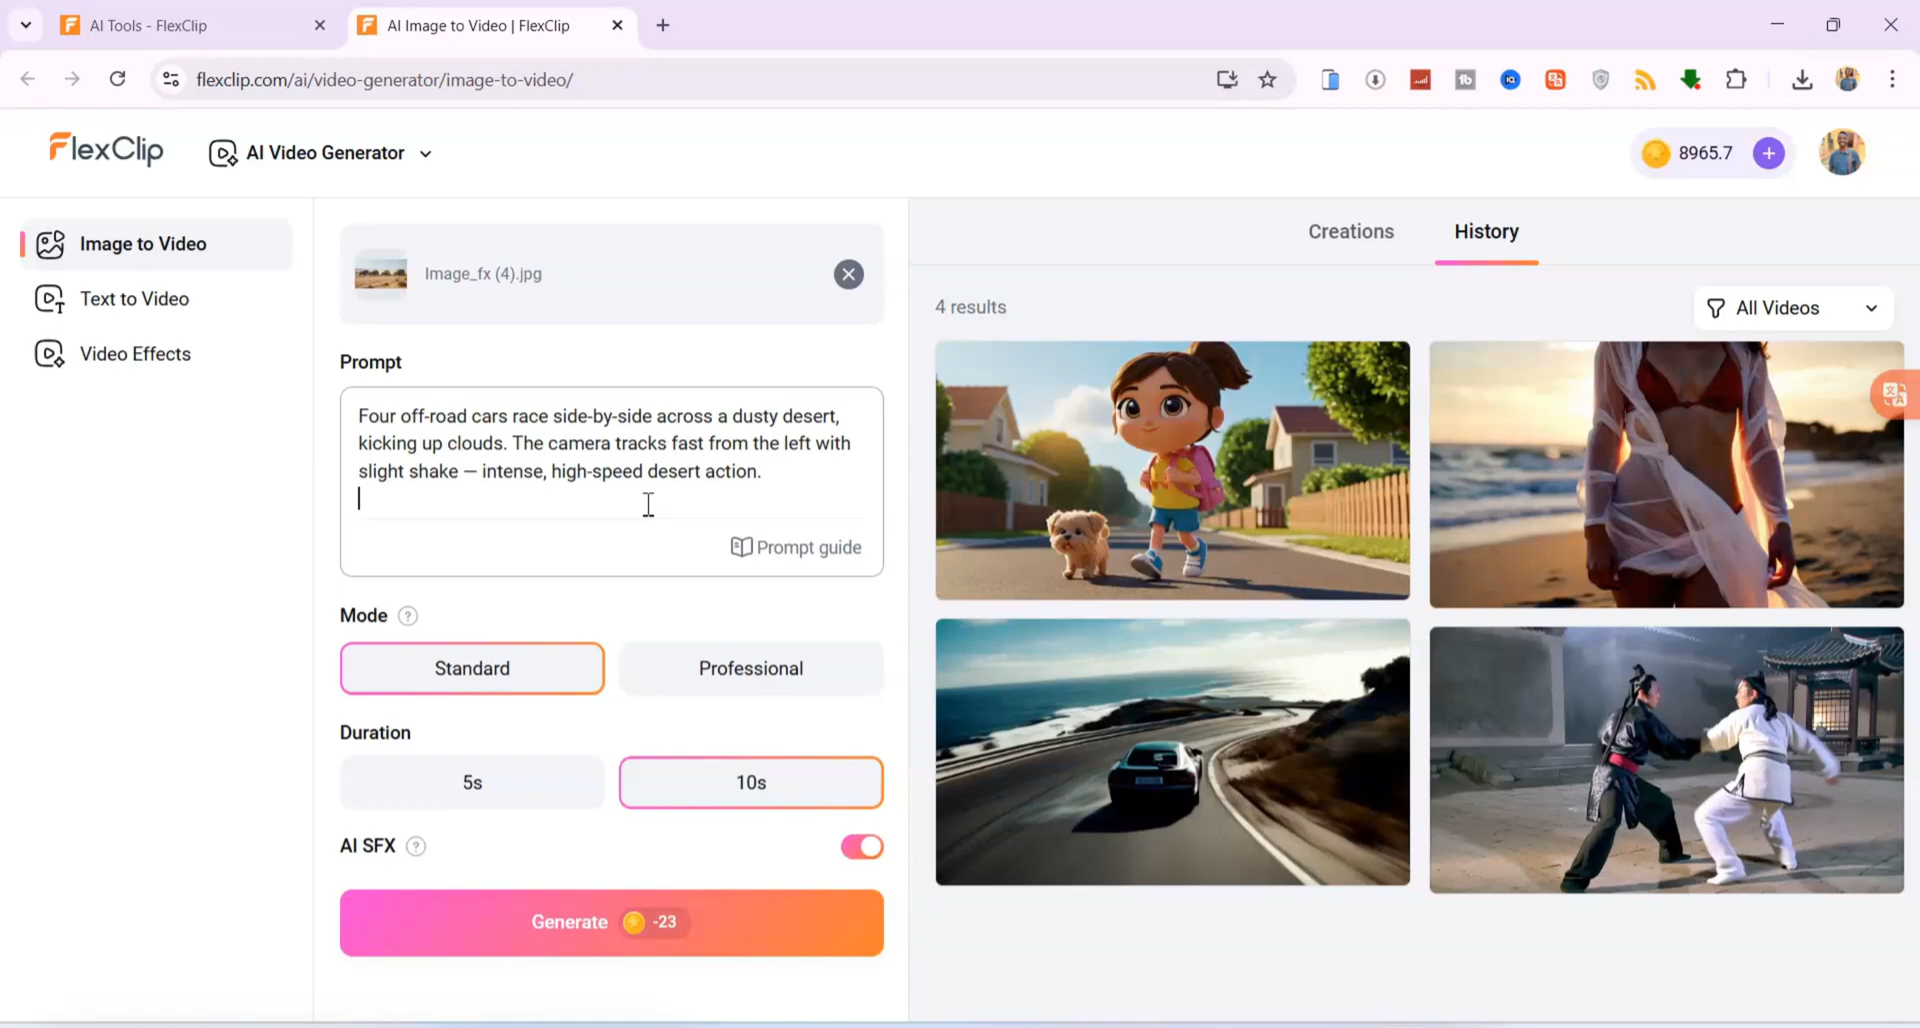 AI Tools - FlexClip
AI Image to Video | FlexClip
flexclip.com/ai/video-generator/image-to-video/
FlexClip
AI Video Generator
8965.7
Image to Video
Text to Video
Video Effects
Image_fx (4).jpg
Prompt
Four off-road cars race side-by-side across a dusty desert,
kicking up clouds. The camera tracks fast from the left with
slight shake — intense, high-speed desert action.
Prompt guide
Mode ?
Standard
Professional
Duration
5s
10s
AI SFX ?
Generate -23
Creations
History
4 results
All Videos